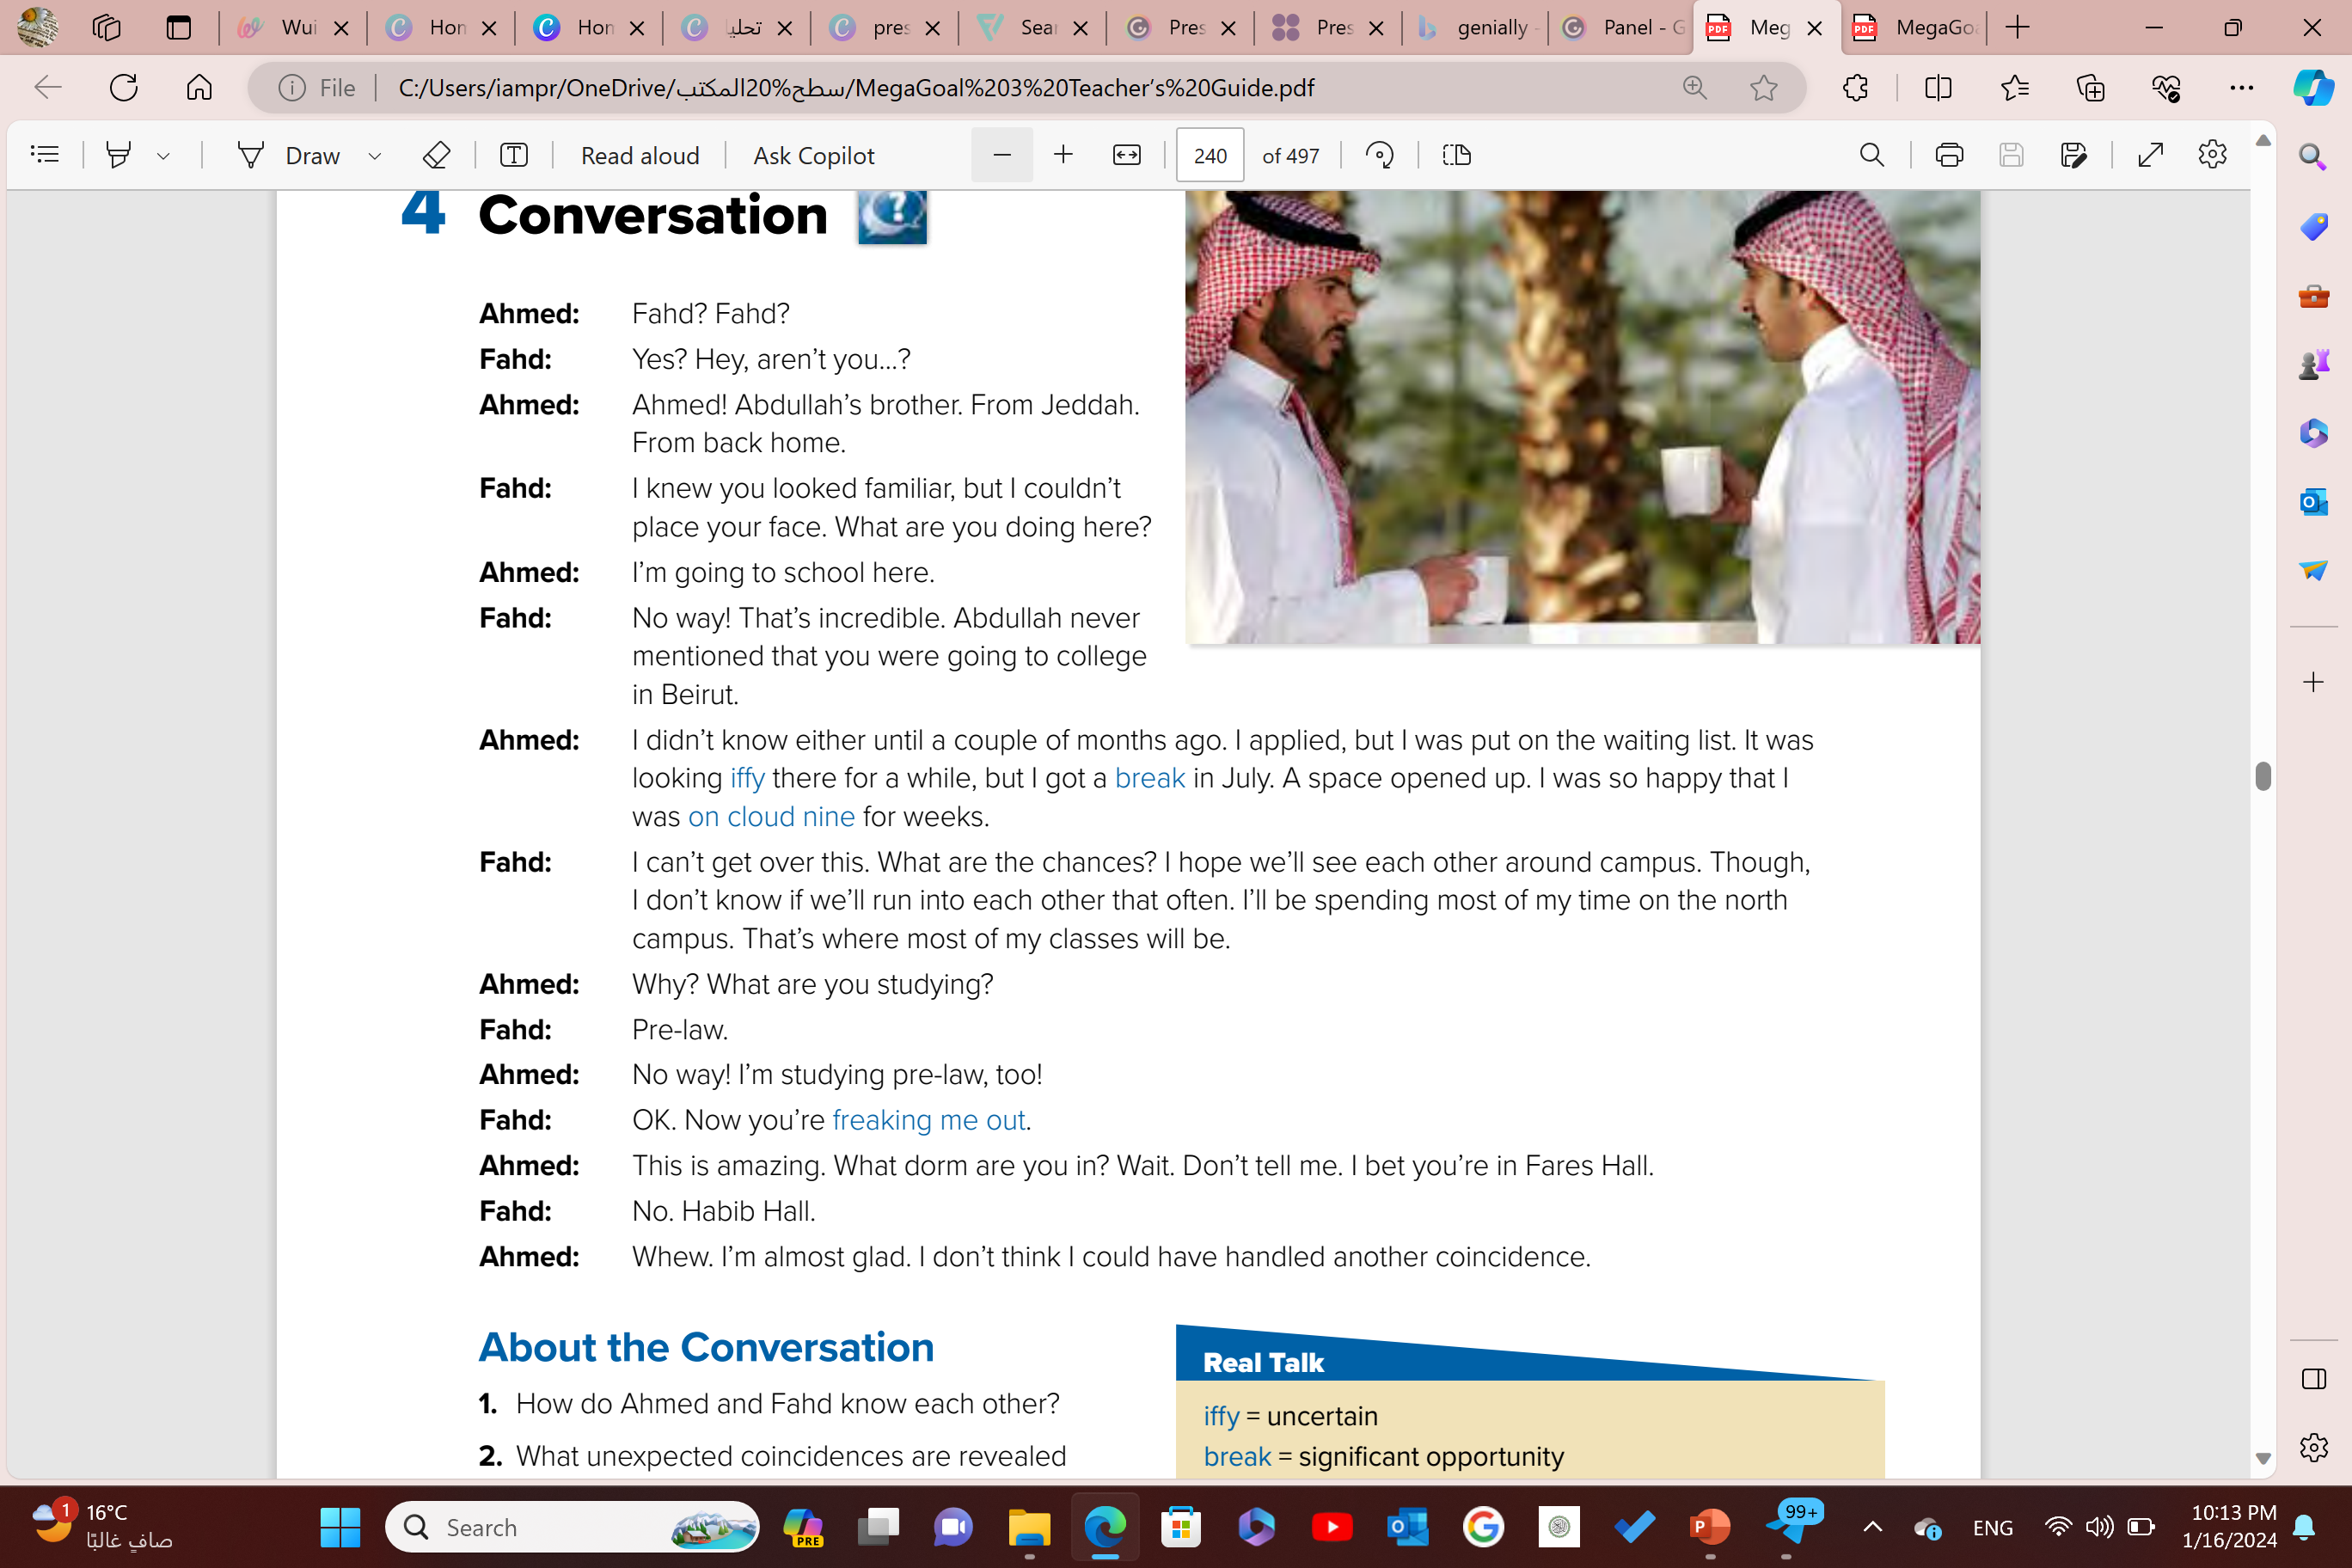 Wui
Hon
Hon
تحليا
pres
Sear
Pres
Pres
genially -
Panel - G
Meg
MegaGoa
File
C:/Users/iampr/OneDrive/سطح%20المكتب/MegaGoal%203%20Teacher's%20Guide.pdf
Draw
Read aloud
Ask Copilot
240
of 497
4 Conversation
Ahmed: Fahd? Fahd?
Fahd: Yes? Hey, aren't you...?
Ahmed: Ahmed! Abdullah's brother. From Jeddah.
From back home.
Fahd: I knew you looked familiar, but I couldn't
place your face. What are you doing here?
Ahmed: I'm going to school here.
Fahd: No way! That's incredible. Abdullah never
mentioned that you were going to college
in Beirut.
Ahmed: I didn't know either until a couple of months ago. I applied, but I was put on the waiting list. It was
looking iffy there for a while, but I got a break in July. A space opened up. I was so happy that I
was on cloud nine for weeks.
Fahd: I can't get over this. What are the chances? I hope we'll see each other around campus. Though,
I don't know if we'll run into each other that often. I'll be spending most of my time on the north
campus. That's where most of my classes will be.
Ahmed: Why? What are you studying?
Fahd: Pre-law.
Ahmed: No way! I'm studying pre-law, too!
Fahd: OK. Now you're freaking me out.
Ahmed: This is amazing. What dorm are you in? Wait. Don't tell me. I bet you're in Fares Hall.
Fahd: No. Habib Hall.
Ahmed: Whew. I'm almost glad. I don't think I could have handled another coincidence.
About the Conversation
1. How do Ahmed and Fahd know each other?
2. What unexpected coincidences are revealed
Real Talk
iffy = uncertain
break = significant opportunity
1
16°C
صافٍ غالبًا
Search
PRE
99+
ENG
10:13 PM
1/16/2024